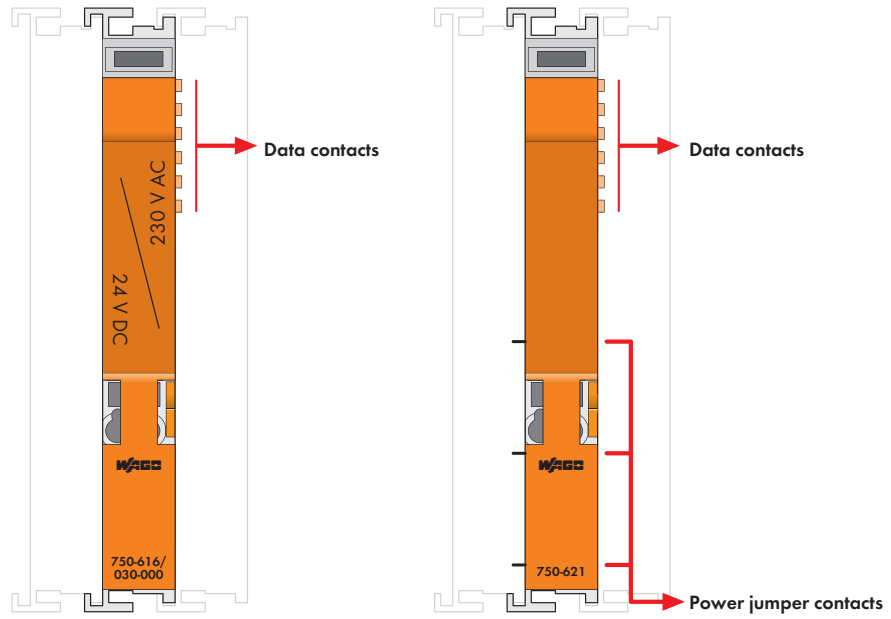 Data contacts
230 V AC
24 V DC
WAGO
750-616/
030-000
Data contacts
WAGO
750-621
Power jumper contacts